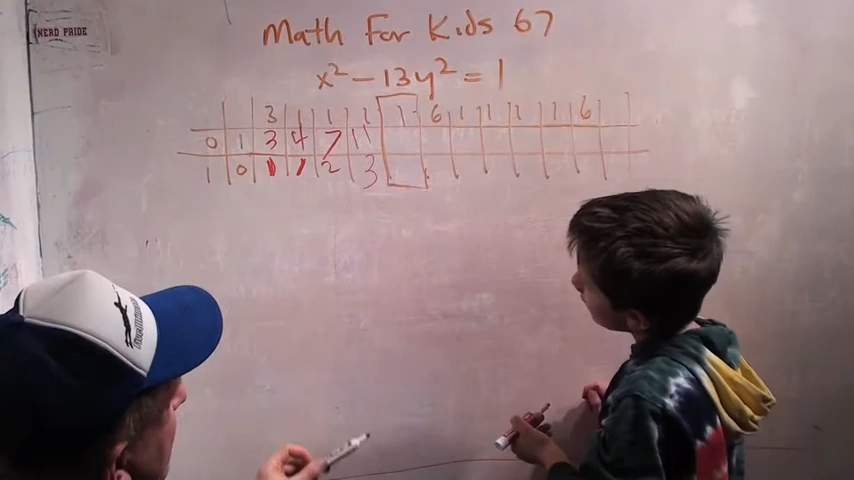 NERD PRIDE
Math For Kids 67
x² - 13y² = 1
3 1 1 1 1 6 1 1 1 1 6
0 1 3 4 7 11
1 0 1 1 2 3